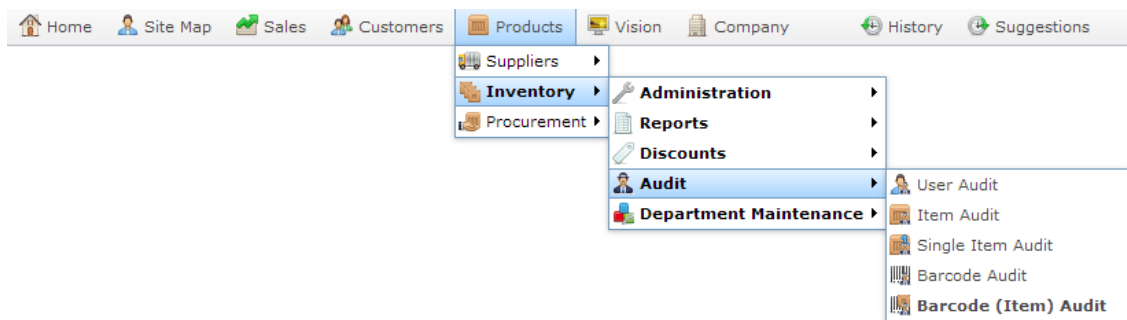 Home Site Map Sales Customers Products Vision Company History Suggestions
Suppliers
Inventory Administration
Procurement Reports
Discounts
Audit User Audit
Department Maintenance Item Audit
Single Item Audit
Barcode Audit
Barcode (Item) Audit